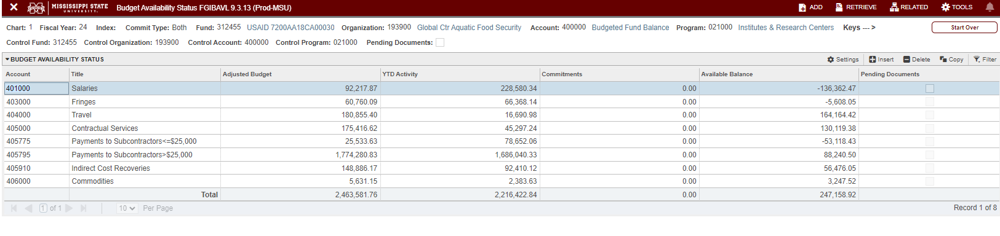 ✕ MISSISSIPPI STATE UNIVERSITY™ Budget Availability Status FGIBAVL 9.3.13 (Prod-MSU) ADD RETRIEVE RELATED TOOLS
Chart: 1 Fiscal Year: 24 Index: Commit Type: Both Fund: 312455 USAID 7200AA18CA00030 Organization: 193900 Global Ctr Aquatic Food Security Account: 400000 Budgeted Fund Balance Program: 021000 Institutes & Research Centers Keys --- > Start Over
Control Fund: 312455 Control Organization: 193900 Control Account: 400000 Control Program: 021000 Pending Documents:
BUDGET AVAILABILITY STATUS Settings Insert Delete Copy Filter
Account Title Adjusted Budget YTD Activity Commitments Available Balance Pending Documents
401000 Salaries 92,217.87 228,580.34 0.00 -136,362.47
403000 Fringes 60,760.09 66,368.14 0.00 -5,608.05
404000 Travel 180,855.40 16,690.98 0.00 164,164.42
405000 Contractual Services 175,416.62 45,297.24 0.00 130,119.38
405775 Payments to Subcontractors<=$25,000 25,533.63 78,652.06 0.00 -53,118.43
405795 Payments to Subcontractors>$25,000 1,774,280.83 1,686,040.33 0.00 88,240.50
405910 Indirect Cost Recoveries 148,886.17 92,410.12 0.00 56,476.05
406000 Commodities 5,631.15 2,383.63 0.00 3,247.52
Total 2,463,581.76 2,216,422.84 0.00 247,158.92
1 of 1 10 Per Page Record 1 of 8